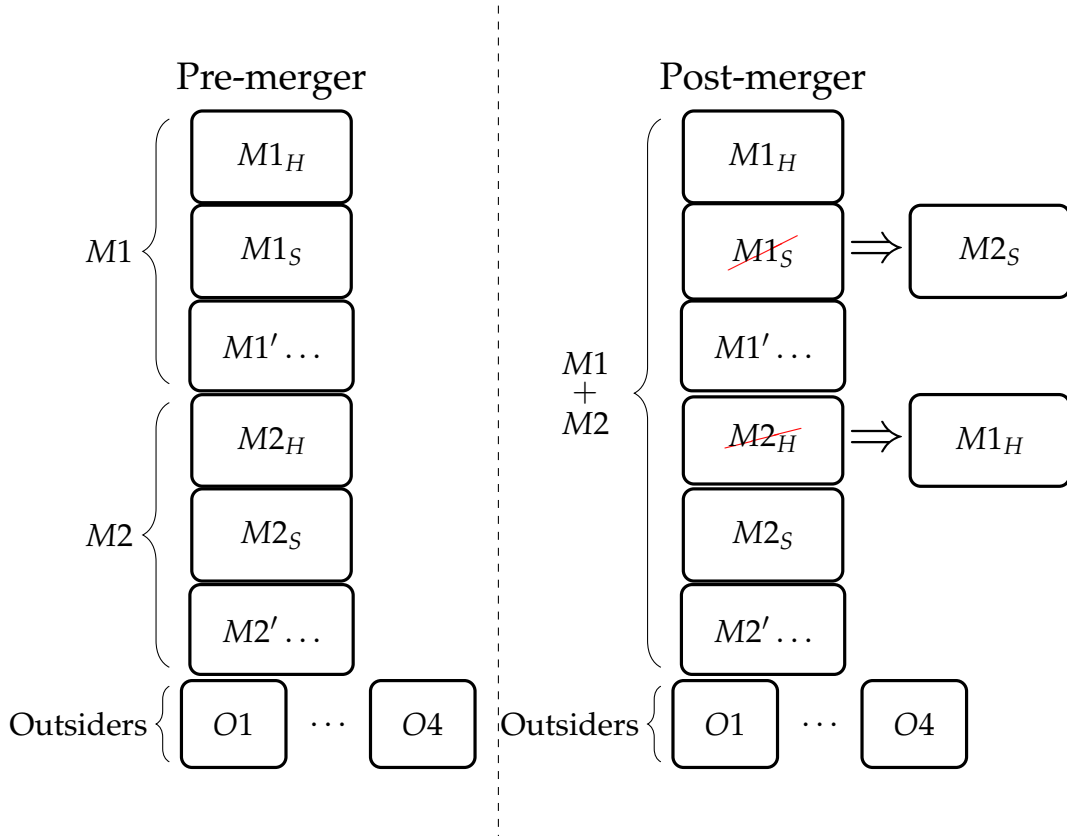 Pre-merger
M1
M1_H
M1_S
M1′ …
M2
M2_H
M2_S
M2′ …
Outsiders
O1 ⋯ O4
Post-merger
M1
+
M2
M1_H
M1_S ⇒ M2_S
M1′ …
M2_H ⇒ M1_H
M2_S
M2′ …
Outsiders
O1 ⋯ O4